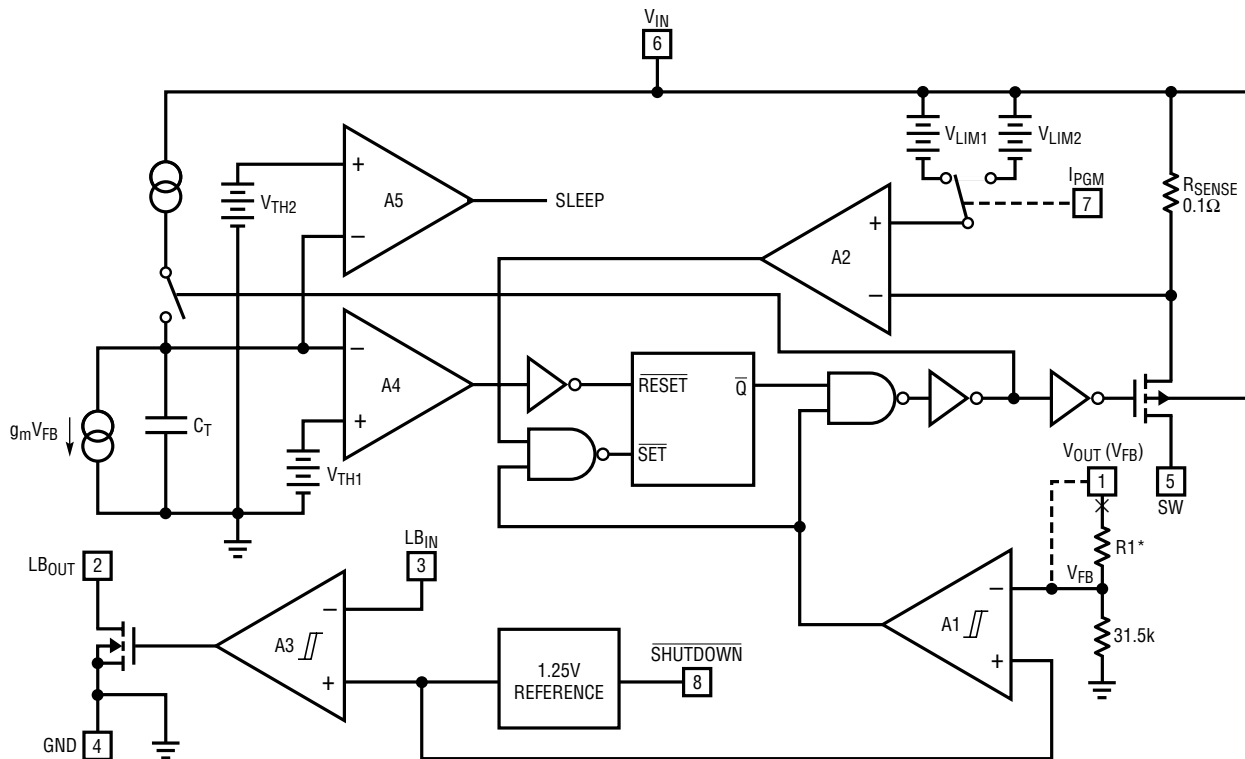 VIN
6
VLIM1
VLIM2
IPGM
7
RSENSE
0.1Ω
+
A5
−
SLEEP
VTH2
+
A2
−
−
A4
+
RESET
Q
SET
gmVFB
CT
VTH1
VOUT (VFB)
1
5
SW
R1*
LBOUT
2
LBIN
3
VFB
−
A3
+
−
A1
+
31.5k
1.25V
REFERENCE
SHUTDOWN
8
GND
4